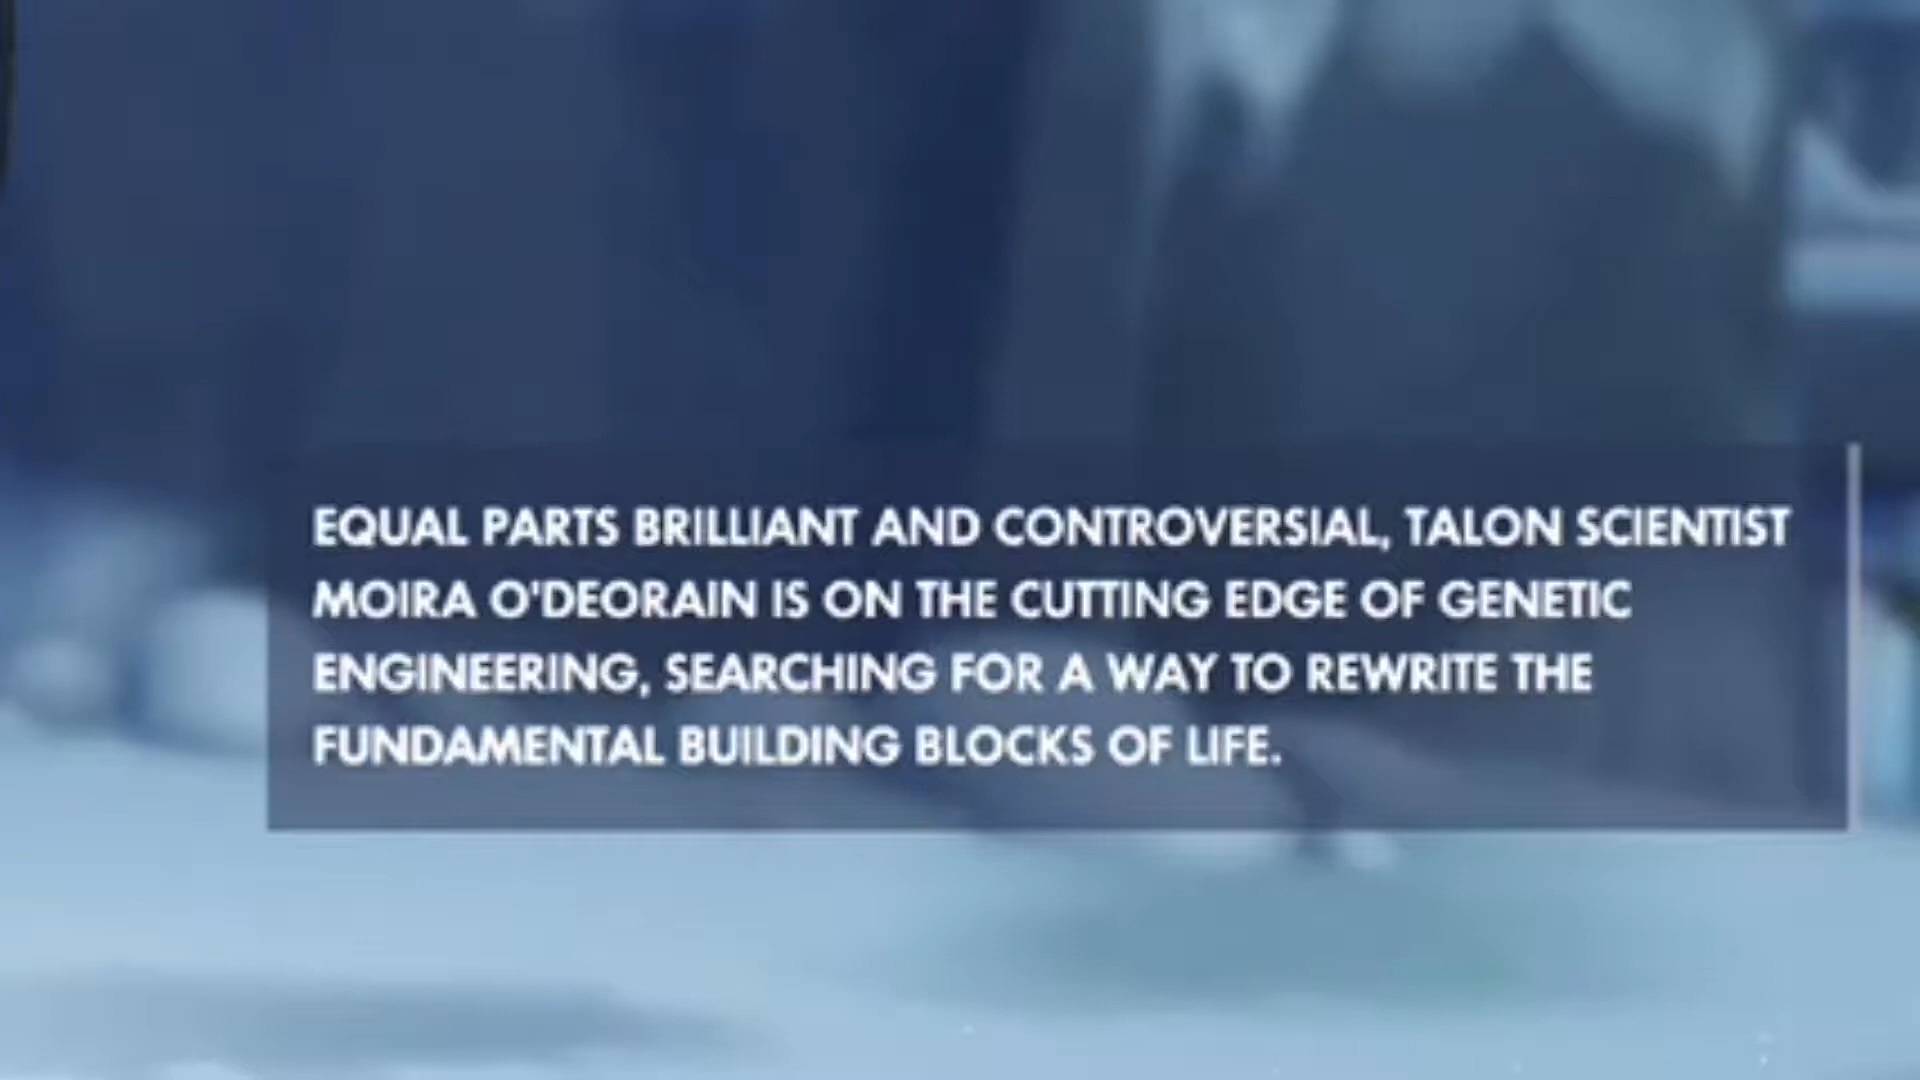 EQUAL PARTS BRILLIANT AND CONTROVERSIAL, TALON SCIENTIST
MOIRA O'DEORAIN IS ON THE CUTTING EDGE OF GENETIC
ENGINEERING, SEARCHING FOR A WAY TO REWRITE THE
FUNDAMENTAL BUILDING BLOCKS OF LIFE.